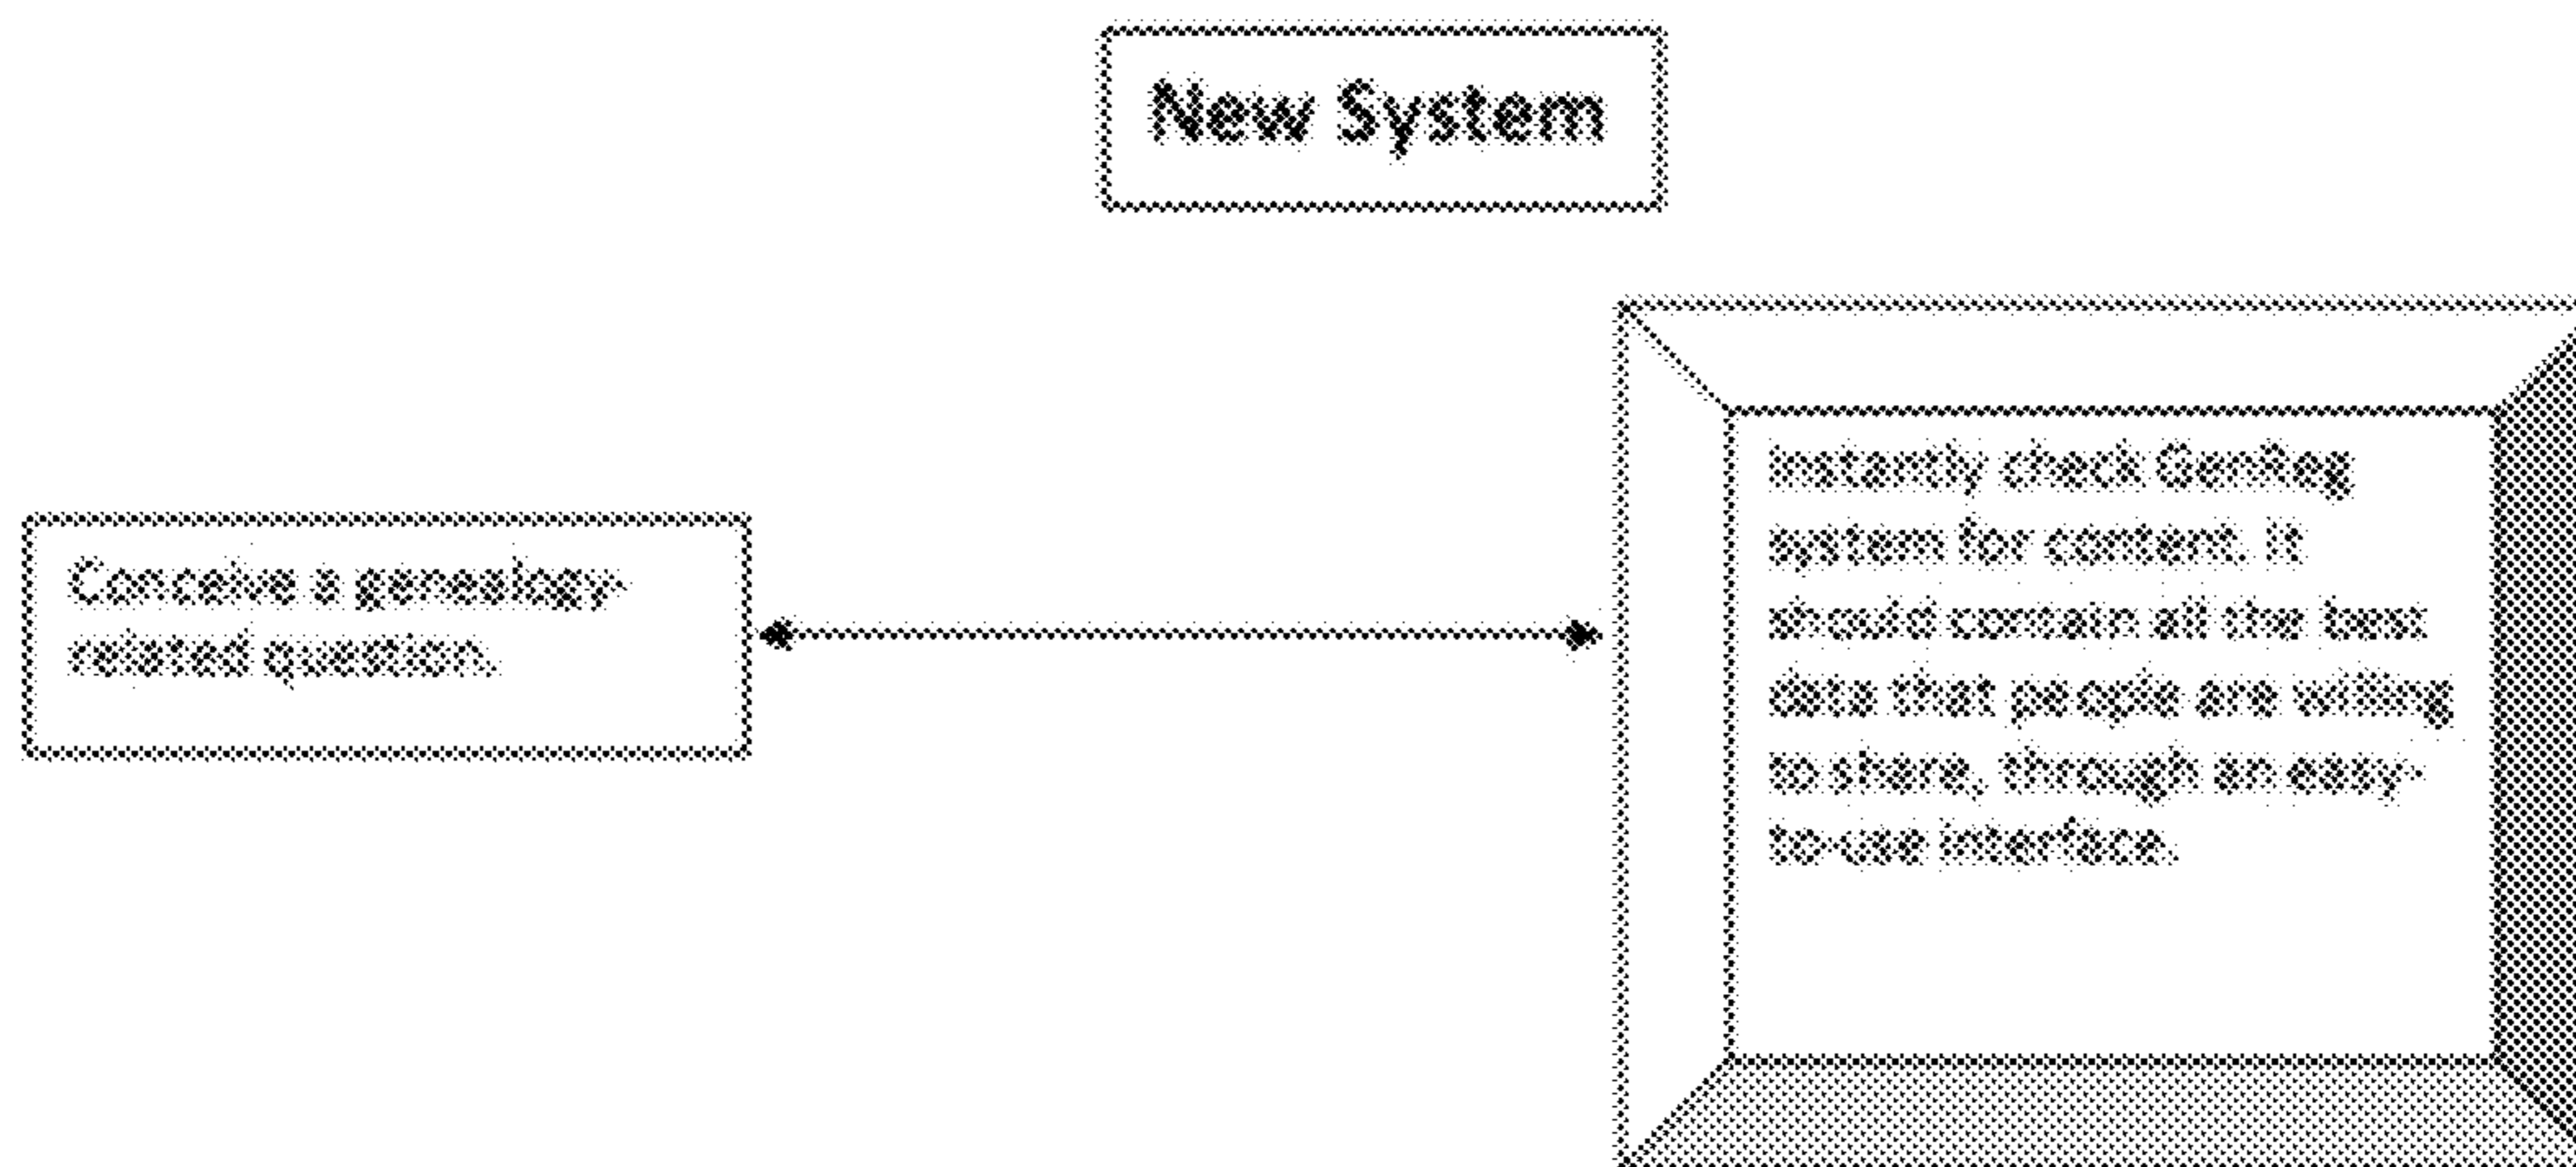 New System
Conceive a genealogy-
related question.
Instantly check GenReg
system for content. It
should contain all the best
data that people are willing
to share, through an easy-
to-use interface.